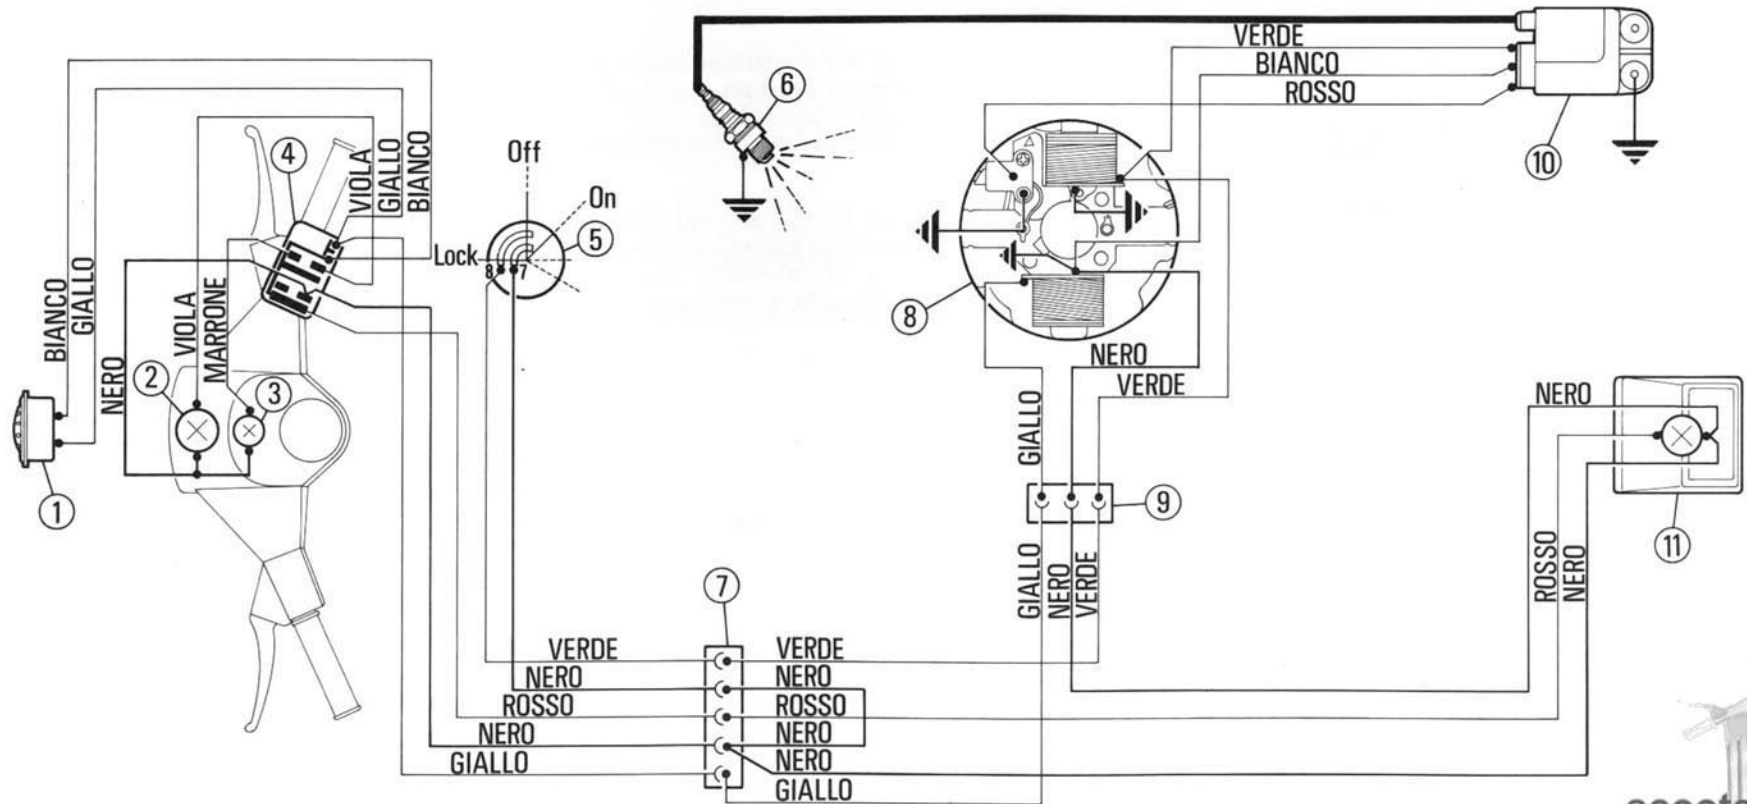 VERDE
BIANCO
ROSSO
6
10
4
VIOLA
GIALLO
BIANCO
Off
On
Lock
8
7
5
8
BIANCO
GIALLO
NERO
VIOLA
MARRONE
2
3
1
NERO
VERDE
GIALLO
9
GIALLO
NERO
VERDE
NERO
ROSSO
NERO
11
7
VERDE
VERDE
NERO
NERO
ROSSO
ROSSO
NERO
NERO
NERO
GIALLO
GIALLO